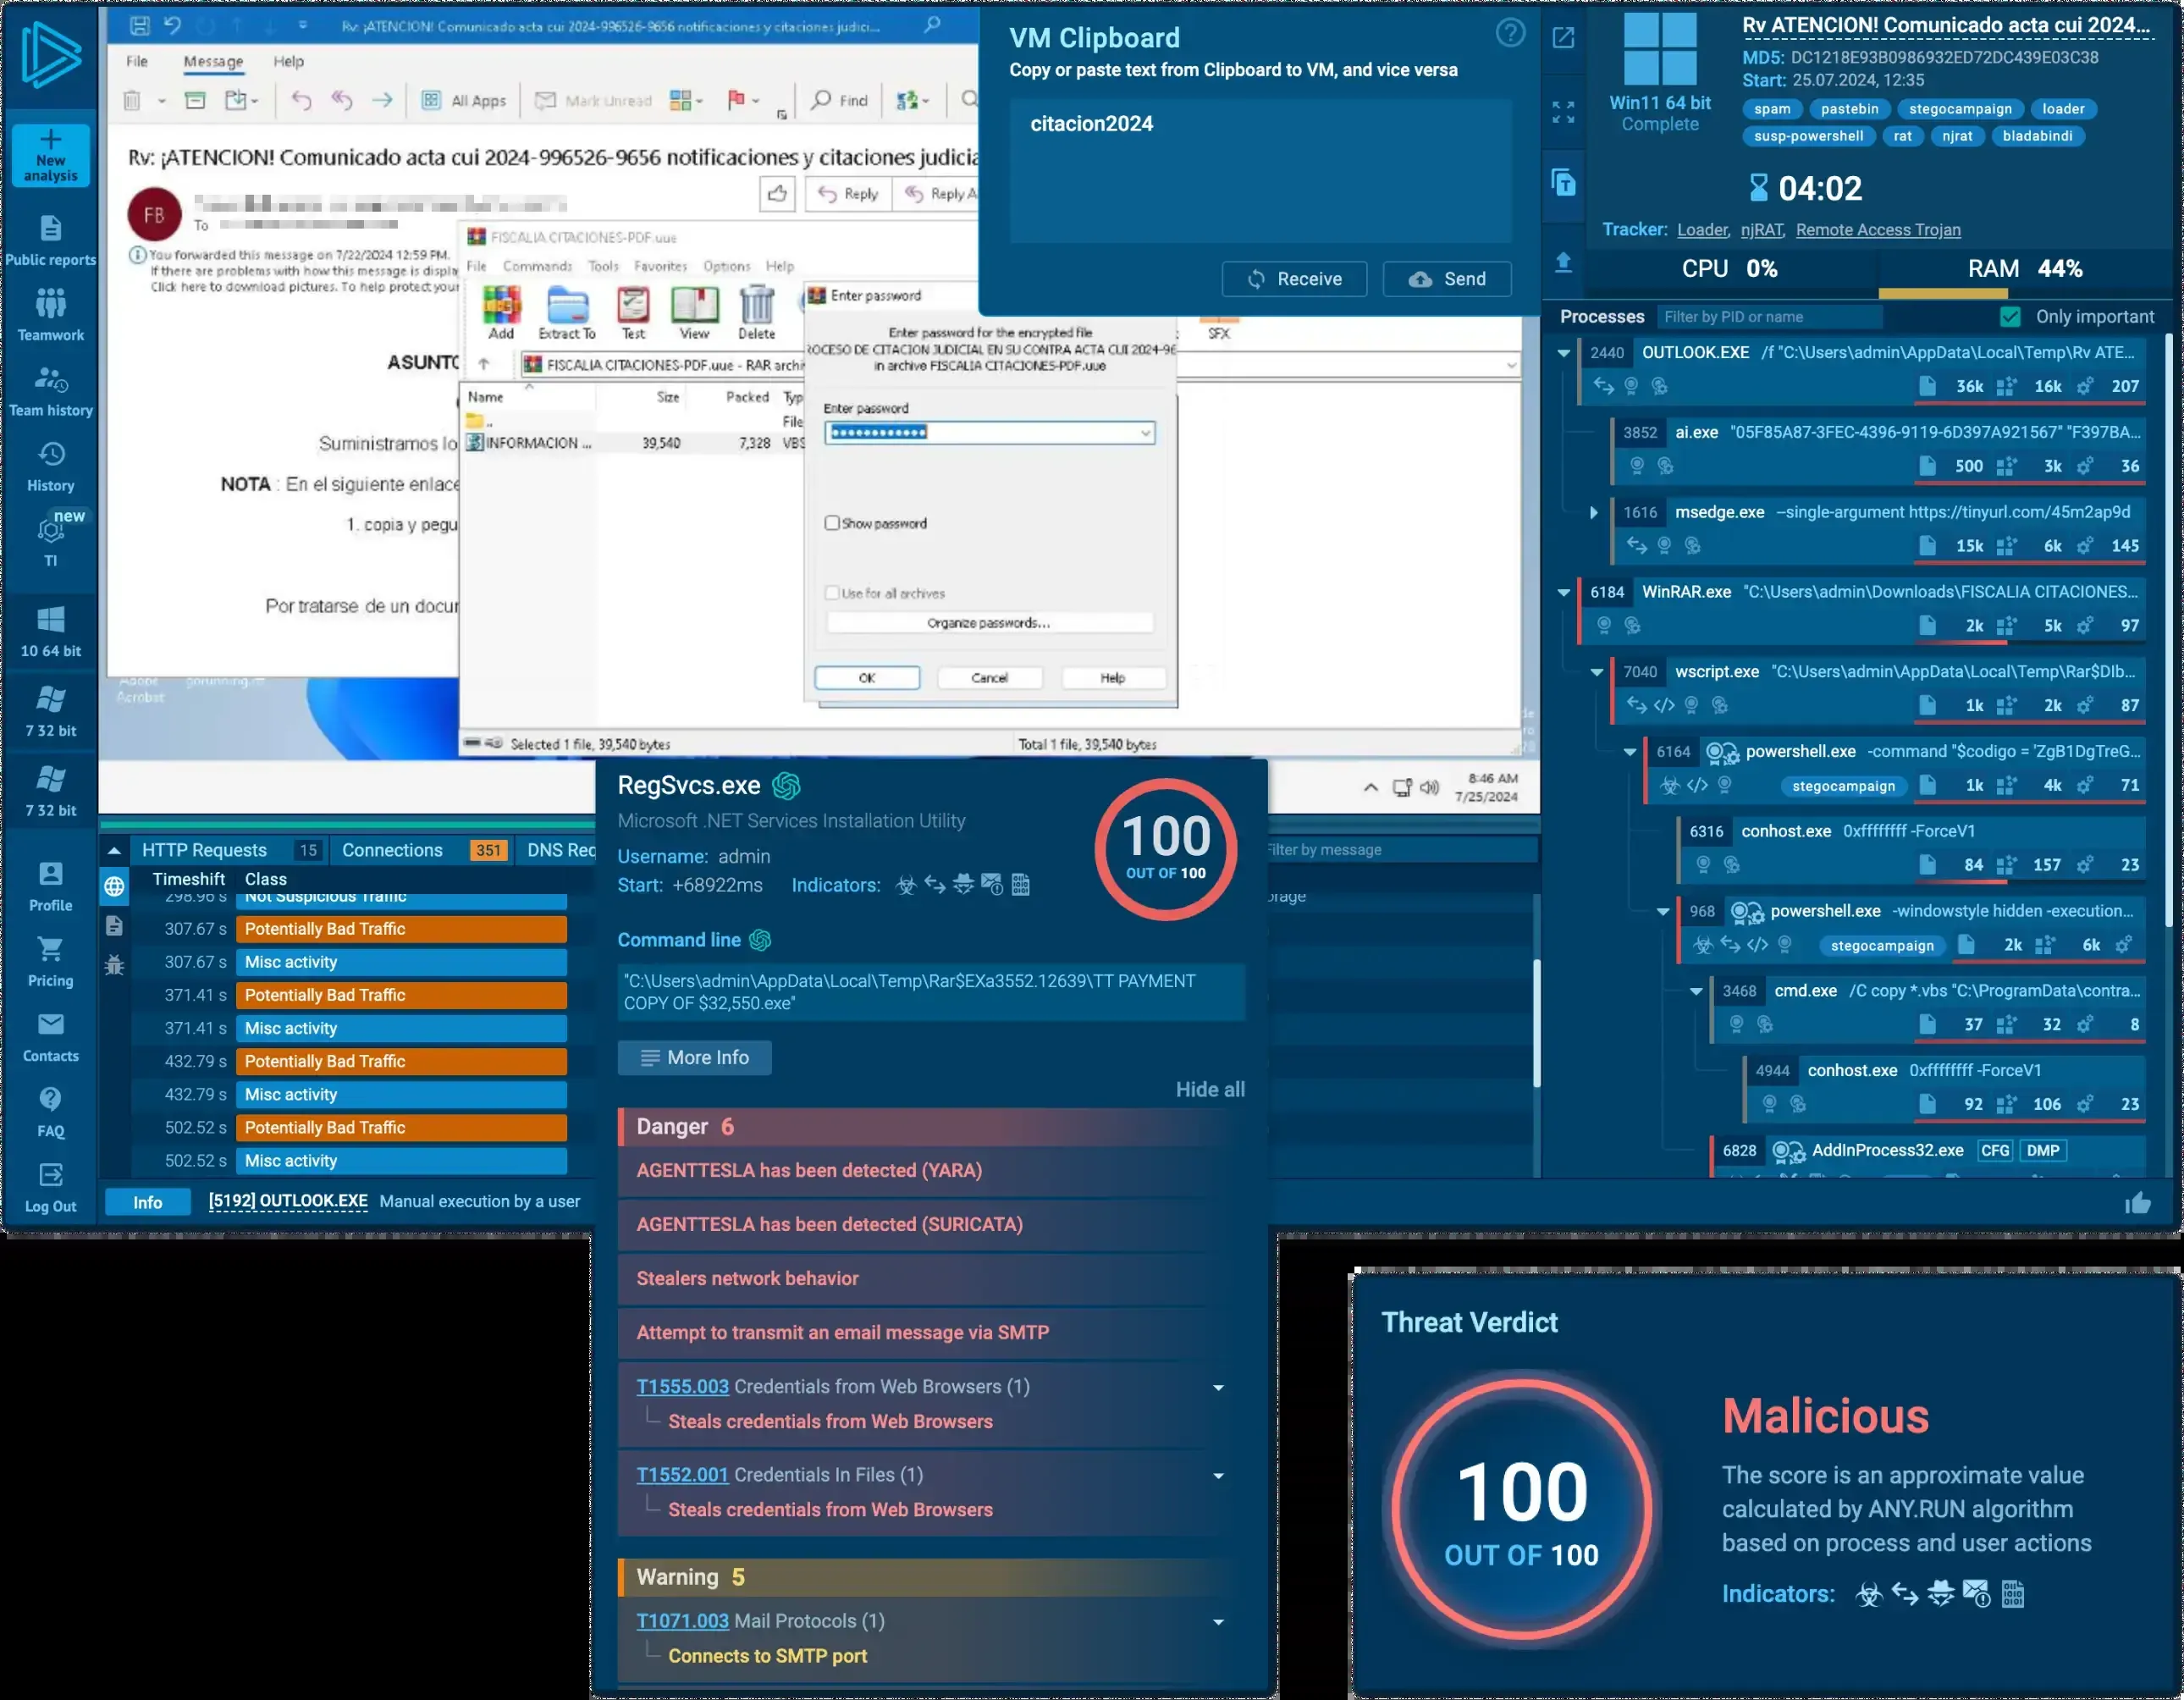 New
analysis
Public reports
Teamwork
Team history
History
new
TI
10 64 bit
7 32 bit
7 32 bit
Profile
Pricing
Contacts
FAQ
Log Out
Rv: ¡ATENCION! Comunicado acta cui 2024-996526-9656 notificaciones y citaciones judici...
File Message Help
All Apps Mark Unread Find
Rv: ¡ATENCION! Comunicado acta cui 2024-996526-9656 notificaciones y citaciones judicia
FB
To
Reply Reply A
You forwarded this message on 7/22/2024 12:59 PM.
If there are problems with how this message is displa
Click here to download pictures. To help protect your
ASUNTO
Suministramos lo
NOTA : En el siguiente enlace
1. copia y pegu
Por tratarse de un docur
Adobe
Acrobat
FISCALIA CITACIONES-PDF.uue
File Commands Tools Favorites Options Help
Add Extract To Test View Delete SFX
FISCALIA CITACIONES-PDF.uue - RAR archi
Name Size Packed Typ
..
File
INFORMACION ... 39,540 7,328 VBS
Selected 1 file, 39,540 bytes
Total 1 file, 39,540 bytes
Enter password
Enter password for the encrypted file
ROCESO DE CITACION JUDICIAL EN SU CONTRA ACTA CUI 2024-96
in archive FISCALIA CITACIONES-PDF.uue
Enter password
Show password
Use for all archives
Organize passwords...
OK Cancel Help
8:46 AM
7/25/2024
VM Clipboard
Copy or paste text from Clipboard to VM, and vice versa
citacion2024
Receive Send
Win11 64 bit
Complete
Rv ATENCION! Comunicado acta cui 2024...
MD5: DC1218E93B0986932ED72DC439E03C38
Start: 25.07.2024, 12:35
spam pastebin stegocampaign loader
susp-powershell rat njrat bladabindi
04:02
Tracker: Loader, njRAT, Remote Access Trojan
CPU 0% RAM 44%
Processes Filter by PID or name Only important
2440 OUTLOOK.EXE /f "C:\Users\admin\AppData\Local\Temp\Rv ATE...
36k 16k 207
3852 ai.exe "05F85A87-3FEC-4396-9119-6D397A921567" "F397BA...
500 3k 36
1616 msedge.exe --single-argument https://tinyurl.com/45m2ap9d
15k 6k 145
6184 WinRAR.exe "C:\Users\admin\Downloads\FISCALIA CITACIONES...
2k 5k 97
7040 wscript.exe "C:\Users\admin\AppData\Local\Temp\Rar$DIb...
1k 2k 87
6164 powershell.exe -command "$codigo = 'ZgB1DgTreG...
stegocampaign 1k 4k 71
6316 conhost.exe 0xffffffff -ForceV1
84 157 23
968 powershell.exe -windowstyle hidden -execution...
stegocampaign 2k 6k
3468 cmd.exe /C copy *.vbs "C:\ProgramData\contra...
37 32 8
4944 conhost.exe 0xffffffff -ForceV1
92 106 23
6828 AddInProcess32.exe CFG DMP
HTTP Requests 15 Connections 351 DNS Req
Filter by message
Timeshift Class
298.96 s Not Suspicious Traffic
307.67 s Potentially Bad Traffic
307.67 s Misc activity
371.41 s Potentially Bad Traffic
371.41 s Misc activity
432.79 s Potentially Bad Traffic
432.79 s Misc activity
502.52 s Potentially Bad Traffic
502.52 s Misc activity
Info [5192] OUTLOOK.EXE Manual execution by a user
RegSvcs.exe
Microsoft .NET Services Installation Utility
Username: admin
Start: +68922ms Indicators:
100
OUT OF 100
Command line
"C:\Users\admin\AppData\Local\Temp\Rar$EXa3552.12639\TT PAYMENT
COPY OF $32,550.exe"
More Info
Hide all
Danger 6
AGENTTESLA has been detected (YARA)
AGENTTESLA has been detected (SURICATA)
Stealers network behavior
Attempt to transmit an email message via SMTP
T1555.003 Credentials from Web Browsers (1)
Steals credentials from Web Browsers
T1552.001 Credentials In Files (1)
Steals credentials from Web Browsers
Warning 5
T1071.003 Mail Protocols (1)
Connects to SMTP port
Threat Verdict
100
OUT OF 100
Malicious
The score is an approximate value
calculated by ANY.RUN algorithm
based on process and user actions
Indicators: